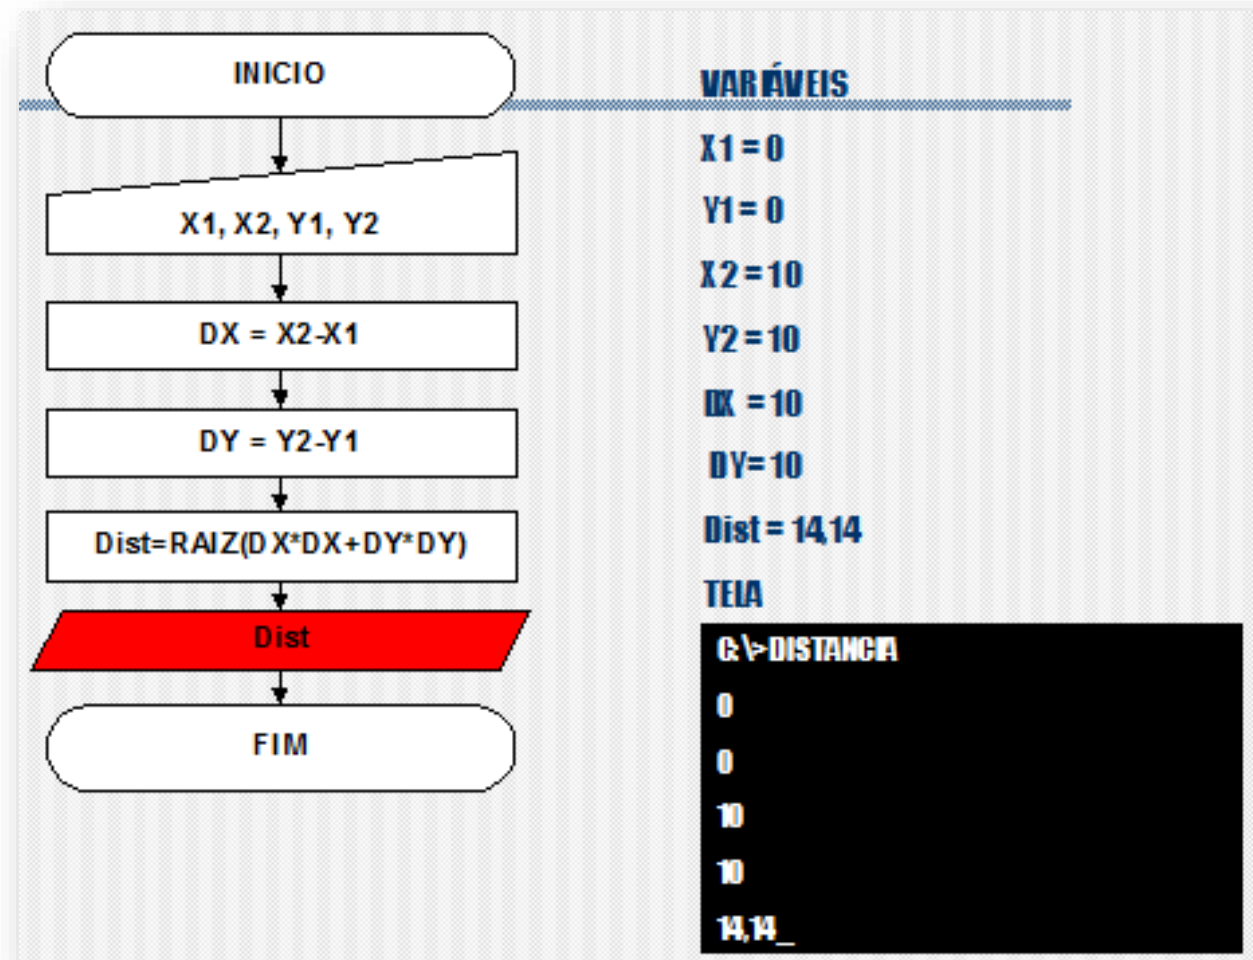 INICIO
X1, X2, Y1, Y2
DX = X2-X1
DY = Y2-Y1
Dist=RAIZ(DX*DX+DY*DY)
Dist
FIM
VARIÁVEIS
X1 = 0
Y1 = 0
X2 = 10
Y2 = 10
DX = 10
DY= 10
Dist = 14,14
TELA
C:\>DISTANCIA
0
0
10
10
14,14_